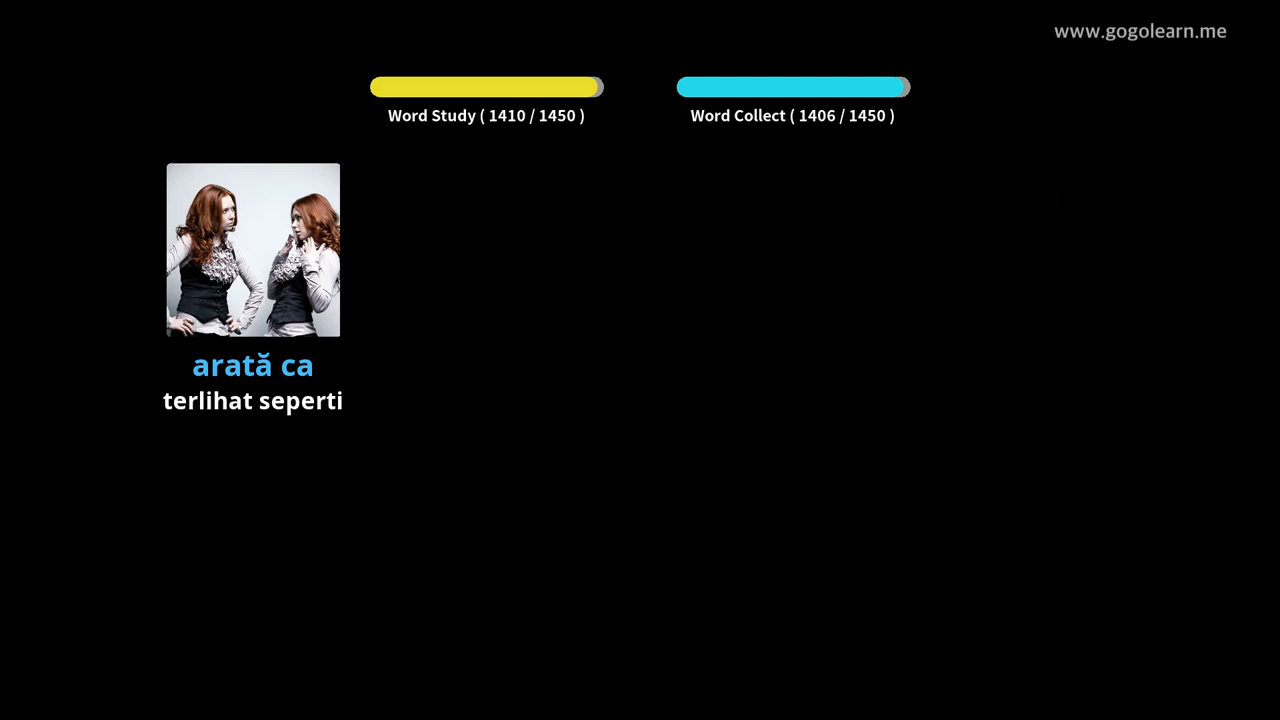 www.gogolearn.me
Word Study ( 1410 / 1450 )
Word Collect ( 1406 / 1450 )
arată ca
terlihat seperti